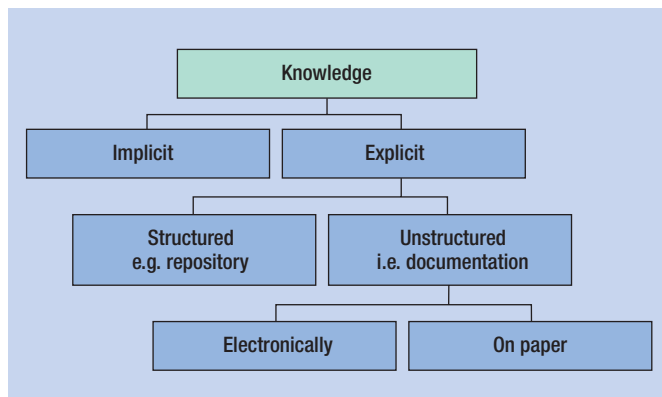 Knowledge
Implicit
Explicit
Structured
e.g. repository
Unstructured
i.e. documentation
Electronically
On paper